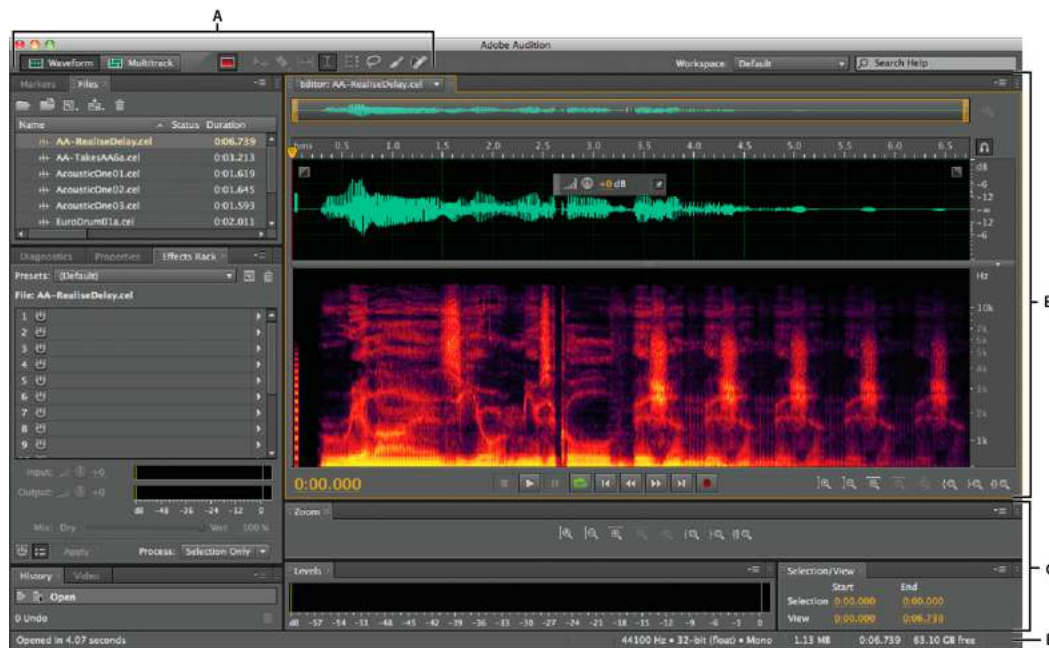 A
Adobe Audition
Waveform Multitrack Workspace: Default Search Help
Markers Files
Name Status Duration
AA-RealiseDelay.cel 0:06.739
AA-TakesAA6a.cel 0:03.213
AcousticOne01.cel 0:01.619
AcousticOne02.cel 0:01.645
AcousticOne03.cel 0:01.593
EuroDrum01a.cel 0:02.011
Diagnostics Properties Effects Rack
Presets: (Default)
File: AA-RealiseDelay.cel
1
2
3
4
5
6
7
8
9
Input: +0
Output: +0
dB -48 -36 -24 -12 0
Mix: Dry Wet 100 %
Apply Process: Selection Only
History Video
Open
0 Undo
Opened in 4.07 seconds
Editor: AA-RealiseDelay.cel
hms 0.5 1.0 1.5 2.0 2.5 3.0 3.5 4.0 4.5 5.0 5.5 6.0 6.5
+0 dB
dB
-6
-12
-∞
-12
-6
Hz
10k
7k
6k
5k
4k
3k
2k
1k
0:00.000
Zoom
Levels
dB -57 -54 -51 -48 -45 -42 -39 -36 -33 -30 -27 -24 -21 -18 -15 -12 -9 -6 -3 0
Selection/View
Start End
Selection 0:00.000 0:00.000
View 0:00.000 0:06.739
44100 Hz • 32-bit (float) • Mono 1.13 MB 0:06.739 63.10 GB free